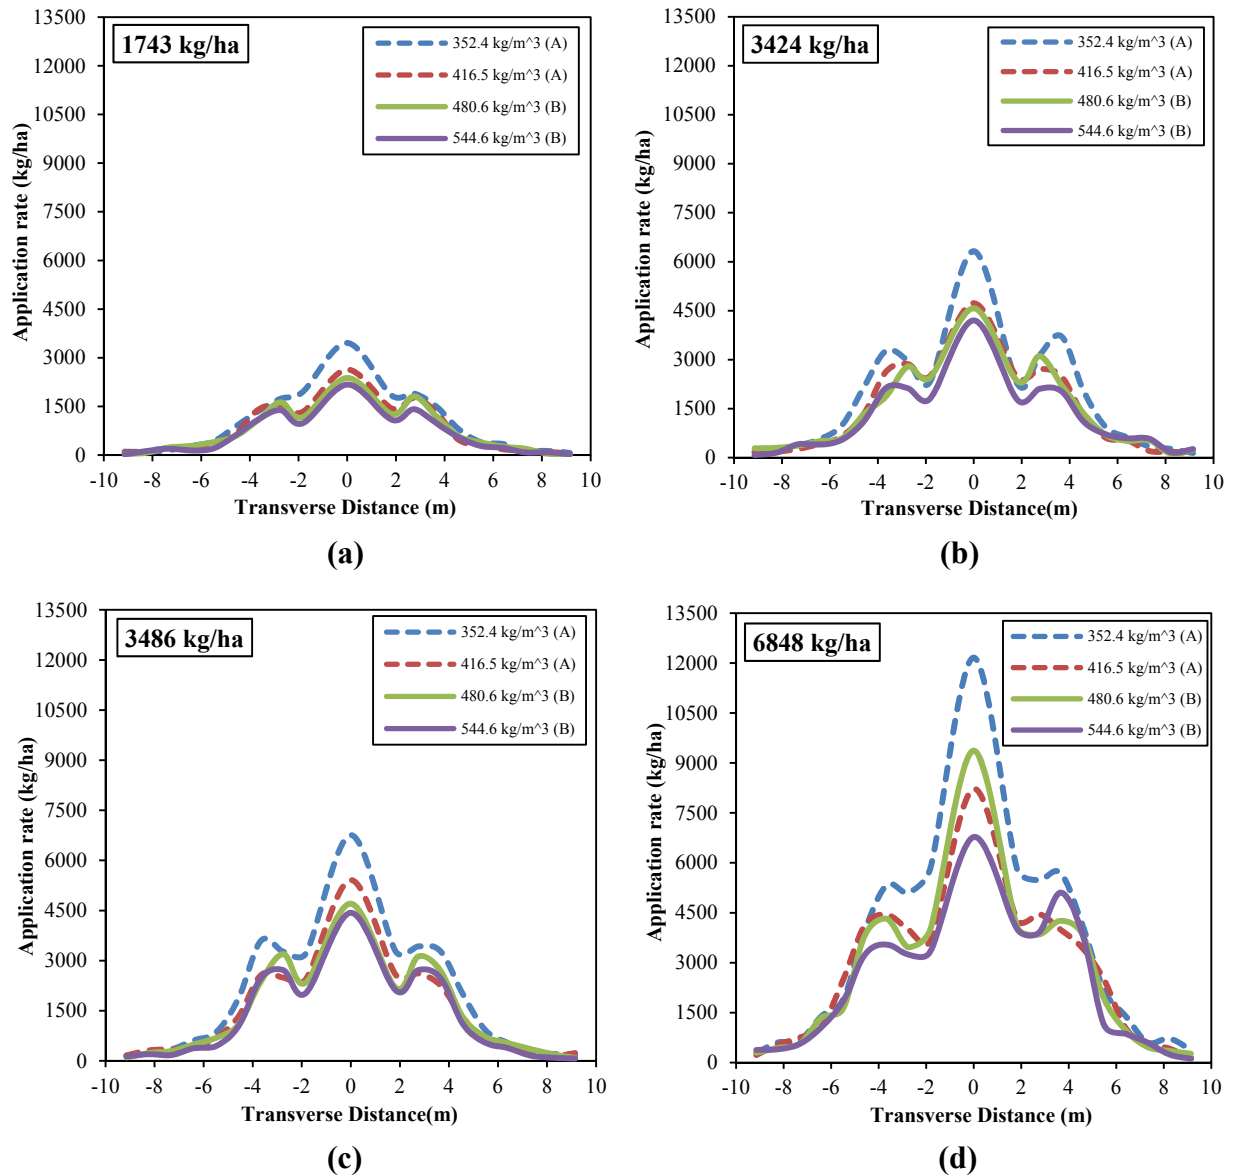 13500
12000
10500
9000
7500
6000
4500
3000
1500
0
Application rate (kg/ha)
1743 kg/ha
352.4 kg/m^3 (A)
416.5 kg/m^3 (A)
480.6 kg/m^3 (B)
544.6 kg/m^3 (B)
-10 -8 -6 -4 -2 0 2 4 6 8 10
Transverse Distance (m)
(a)
13500
12000
10500
9000
7500
6000
4500
3000
1500
0
Application rate (kg/ha)
3424 kg/ha
352.4 kg/m^3 (A)
416.5 kg/m^3 (A)
480.6 kg/m^3 (B)
544.6 kg/m^3 (B)
-10 -8 -6 -4 -2 0 2 4 6 8 10
Transverse Distance(m)
(b)
13500
12000
10500
9000
7500
6000
4500
3000
1500
0
Application rate (kg/ha)
3486 kg/ha
352.4 kg/m^3 (A)
416.5 kg/m^3 (A)
480.6 kg/m^3 (B)
544.6 kg/m^3 (B)
-10 -8 -6 -4 -2 0 2 4 6 8 10
Transverse Distance(m)
(c)
13500
12000
10500
9000
7500
6000
4500
3000
1500
0
Application rate (kg/ha)
6848 kg/ha
352.4 kg/m^3 (A)
416.5 kg/m^3 (A)
480.6 kg/m^3 (B)
544.6 kg/m^3 (B)
-10 -8 -6 -4 -2 0 2 4 6 8 10
Transverse Distance (m)
(d)